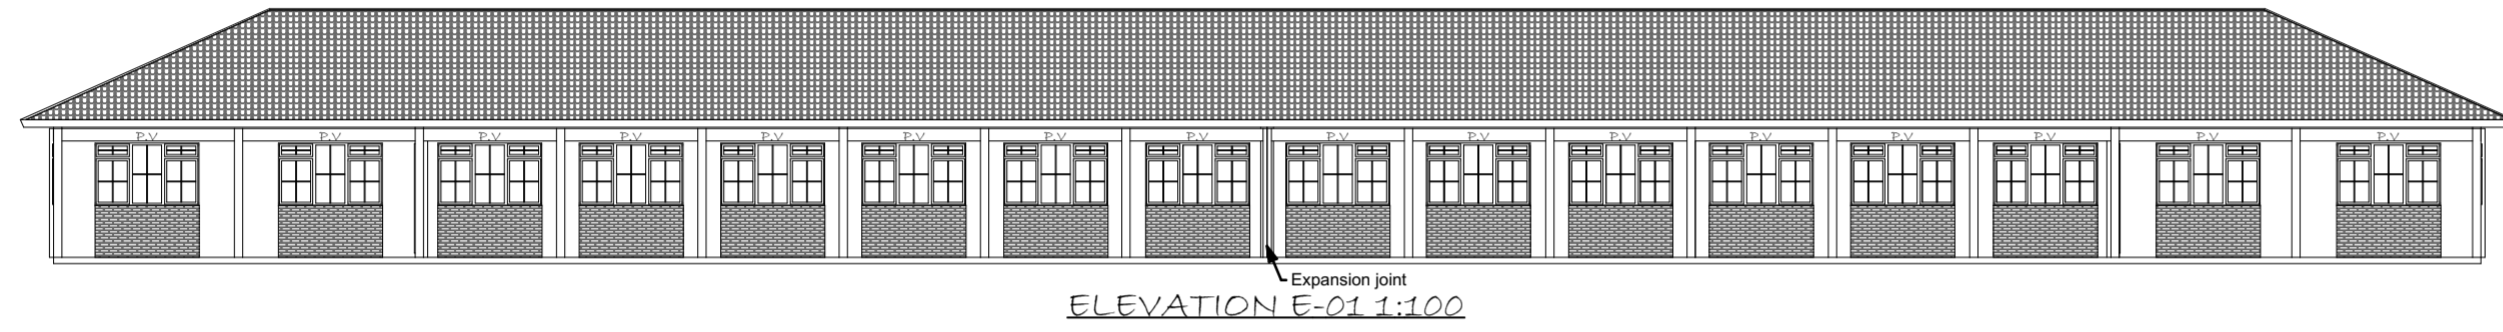 P.V P.V P.V P.V P.V P.V P.V P.V P.V P.V P.V P.V P.V P.V P.V P.V
Expansion joint
ELEVATION E-01 1:100